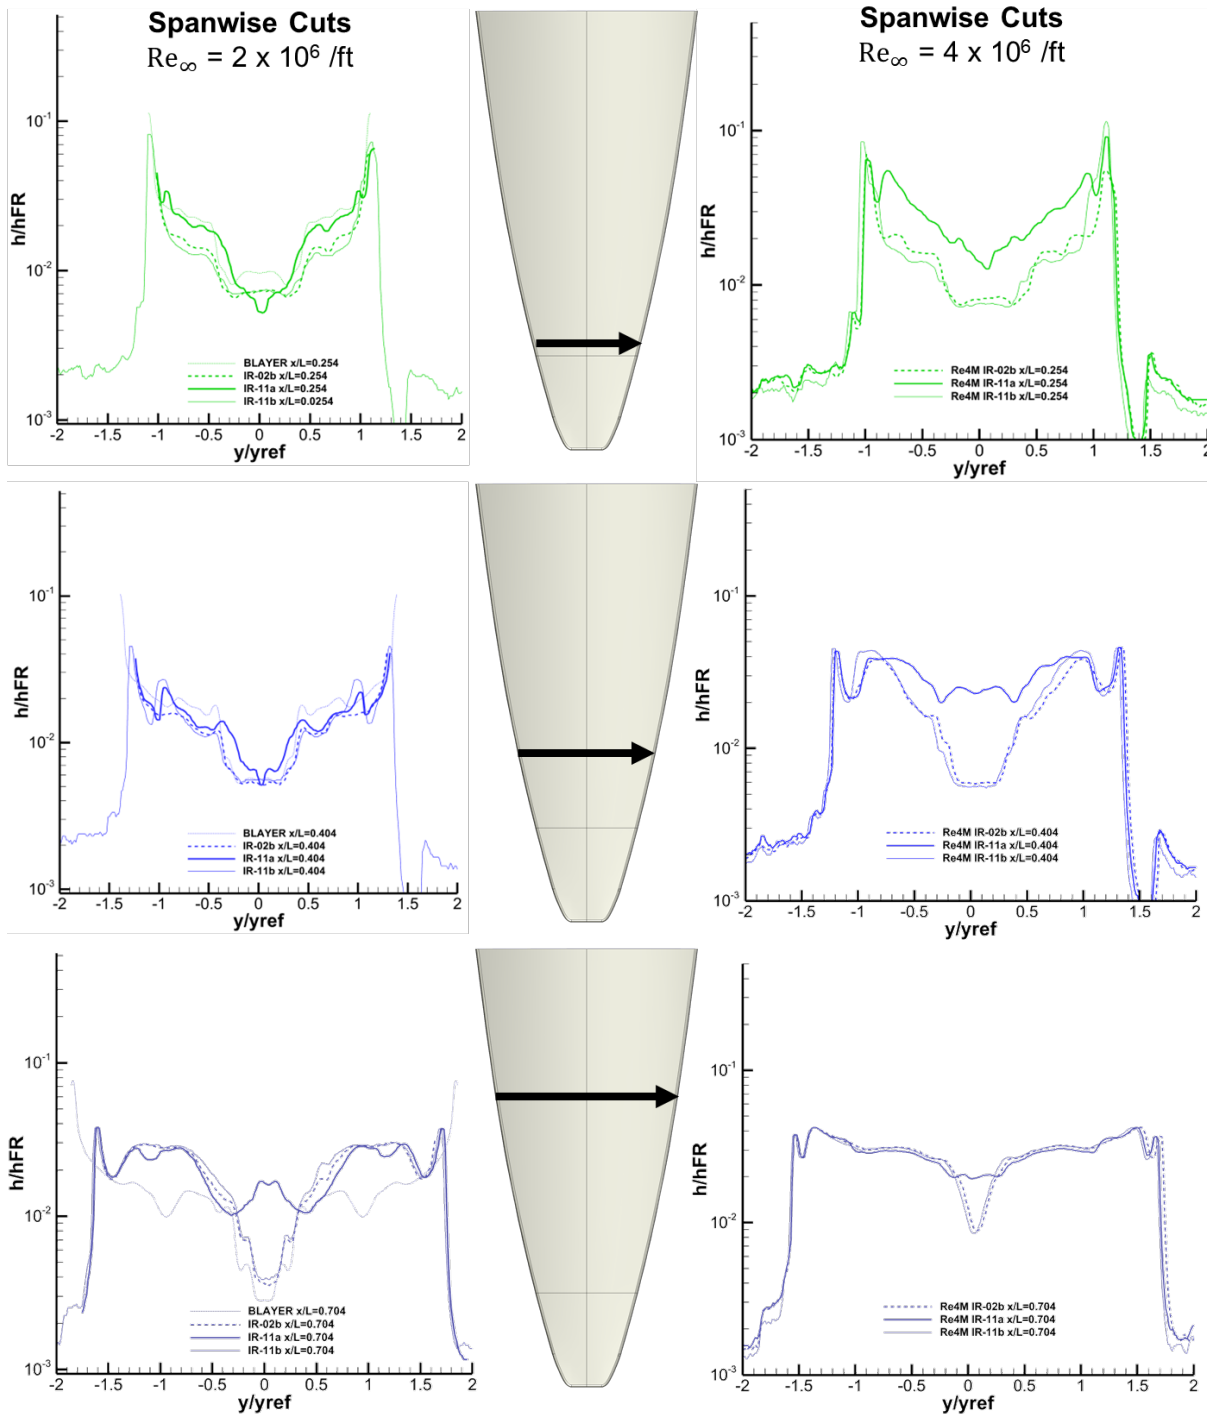 Spanwise Cuts
Re∞ = 2 x 10⁶ /ft
Spanwise Cuts
Re∞ = 4 x 10⁶ /ft
h/hFR
10⁻¹
10⁻²
10⁻³
BLAYER x/L=0.254
IR-02b x/L=0.254
IR-11a x/L=0.254
IR-11b x/L=0.0254
-2 -1.5 -1 -0.5 0 0.5 1 1.5 2
y/yref
h/hFR
10⁻¹
10⁻²
10⁻³
Re4M IR-02b x/L=0.254
Re4M IR-11a x/L=0.254
Re4M IR-11b x/L=0.254
-2 -1.5 -1 -0.5 0 0.5 1 1.5 2
y/yref
h/hFR
10⁻¹
10⁻²
10⁻³
BLAYER x/L=0.404
IR-02b x/L=0.404
IR-11a x/L=0.404
IR-11b x/L=0.404
-2 -1.5 -1 -0.5 0 0.5 1 1.5 2
y/yref
h/hFR
10⁻¹
10⁻²
10⁻³
Re4M IR-02b x/L=0.404
Re4M IR-11a x/L=0.404
Re4M IR-11b x/L=0.404
-2 -1.5 -1 -0.5 0 0.5 1 1.5 2
y/yref
h/hFR
10⁻¹
10⁻²
10⁻³
BLAYER x/L=0.704
IR-02b x/L=0.704
IR-11a x/L=0.704
IR-11b x/L=0.704
-2 -1.5 -1 -0.5 0 0.5 1 1.5 2
y/yref
h/hFR
10⁻¹
10⁻²
10⁻³
Re4M IR-02b x/L=0.704
Re4M IR-11a x/L=0.704
Re4M IR-11b x/L=0.704
-2 -1.5 -1 -0.5 0 0.5 1 1.5 2
y/yref